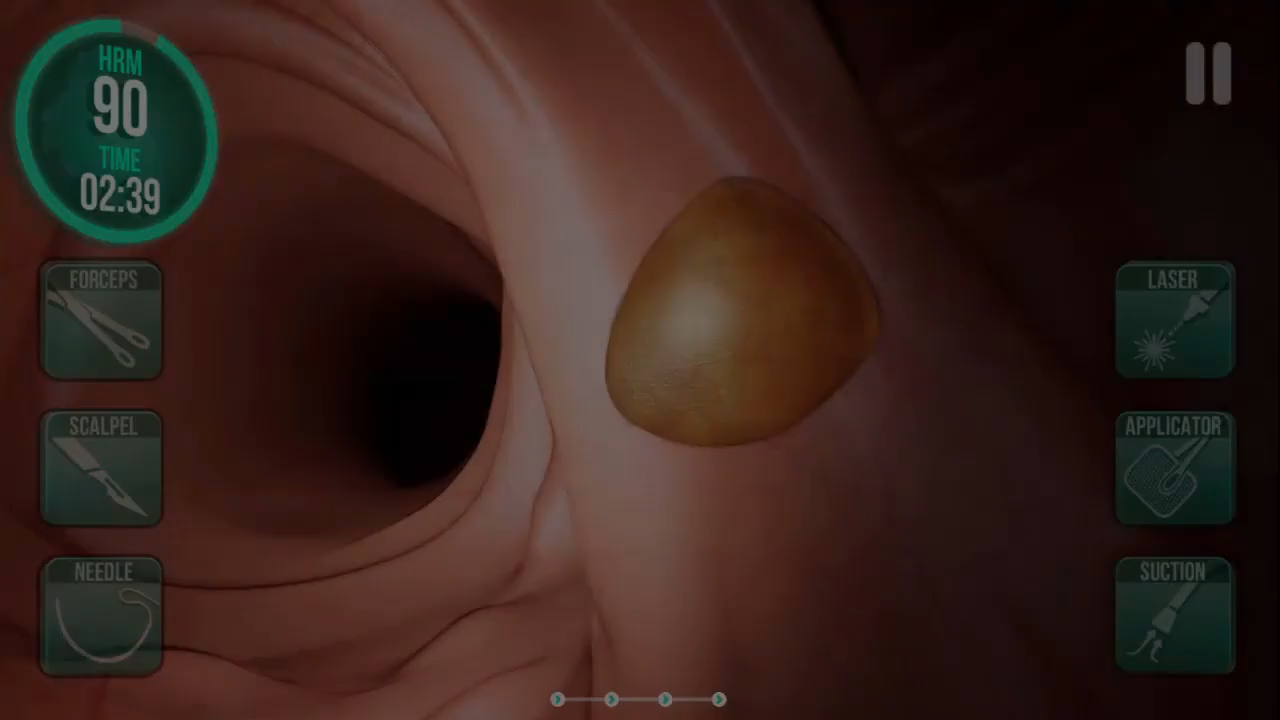 HRM
90
TIME
02:39
FORCEPS
LASER
SCALPEL
APPLICATOR
NEEDLE
SUCTION